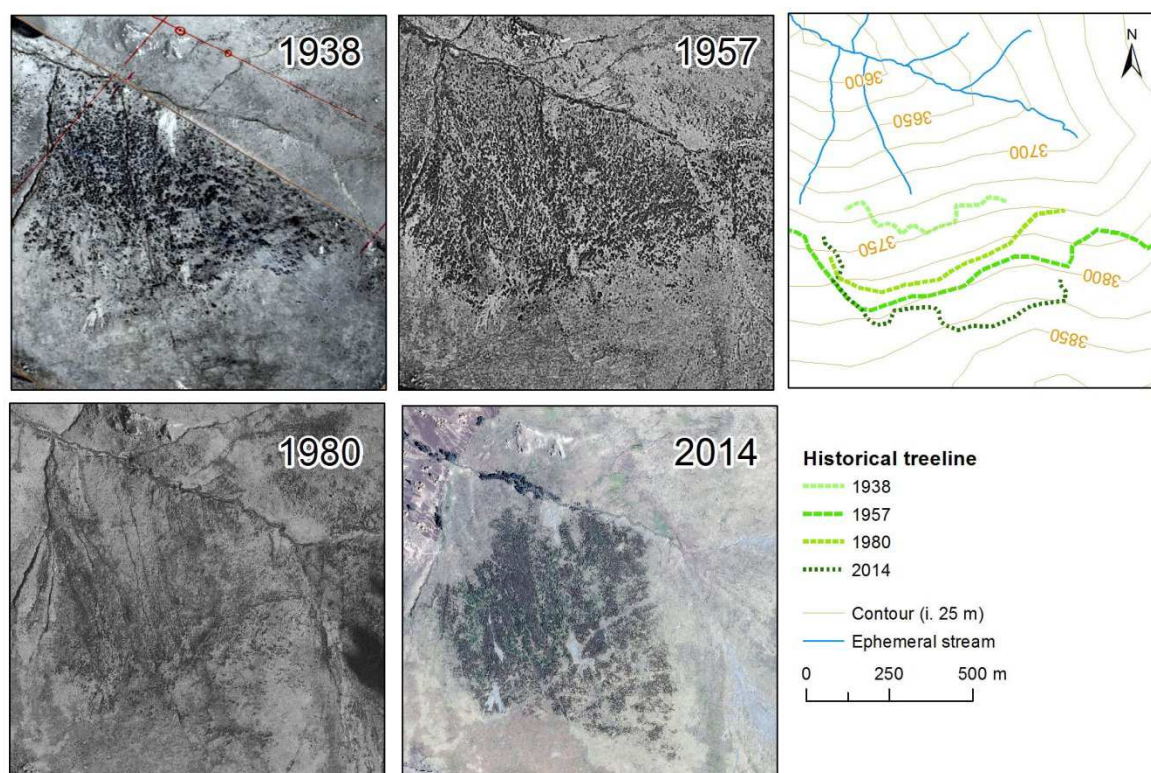 1938
1957
N
3600
3650
3700
3750
3800
3850
1980
2014
Historical treeline
1938
1957
1980
2014
Contour (i. 25 m)
Ephemeral stream
0 250 500 m